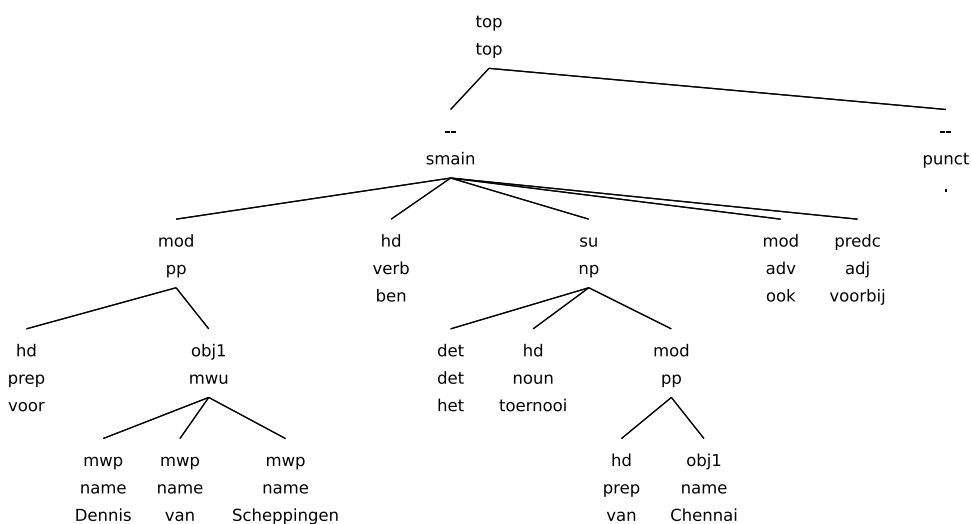 top
top
-- --
smain punct
.
mod hd su mod predc
pp verb np adv adj
ben ook voorbij
hd obj1 det hd mod
prep mwu det noun pp
voor het toernooi
mwp mwp mwp hd obj1
name name name prep name
Dennis van Scheppingen van Chennai